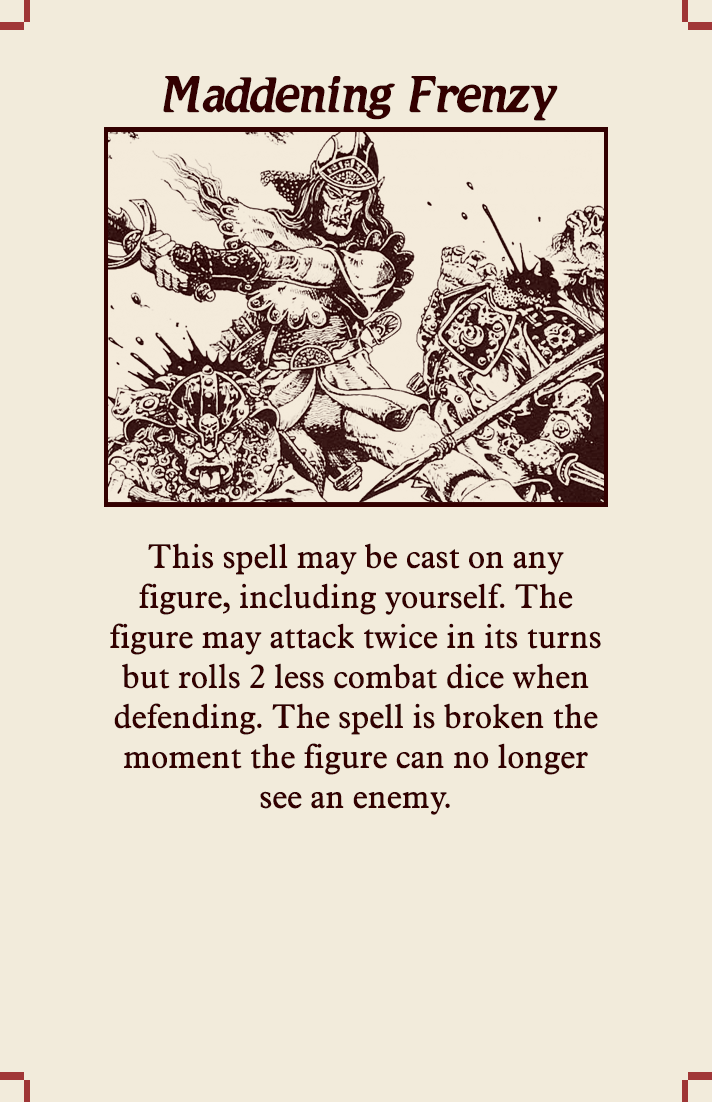 Maddening Frenzy
This spell may be cast on any
figure, including yourself. The
figure may attack twice in its turns
but rolls 2 less combat dice when
defending. The spell is broken the
moment the figure can no longer
see an enemy.